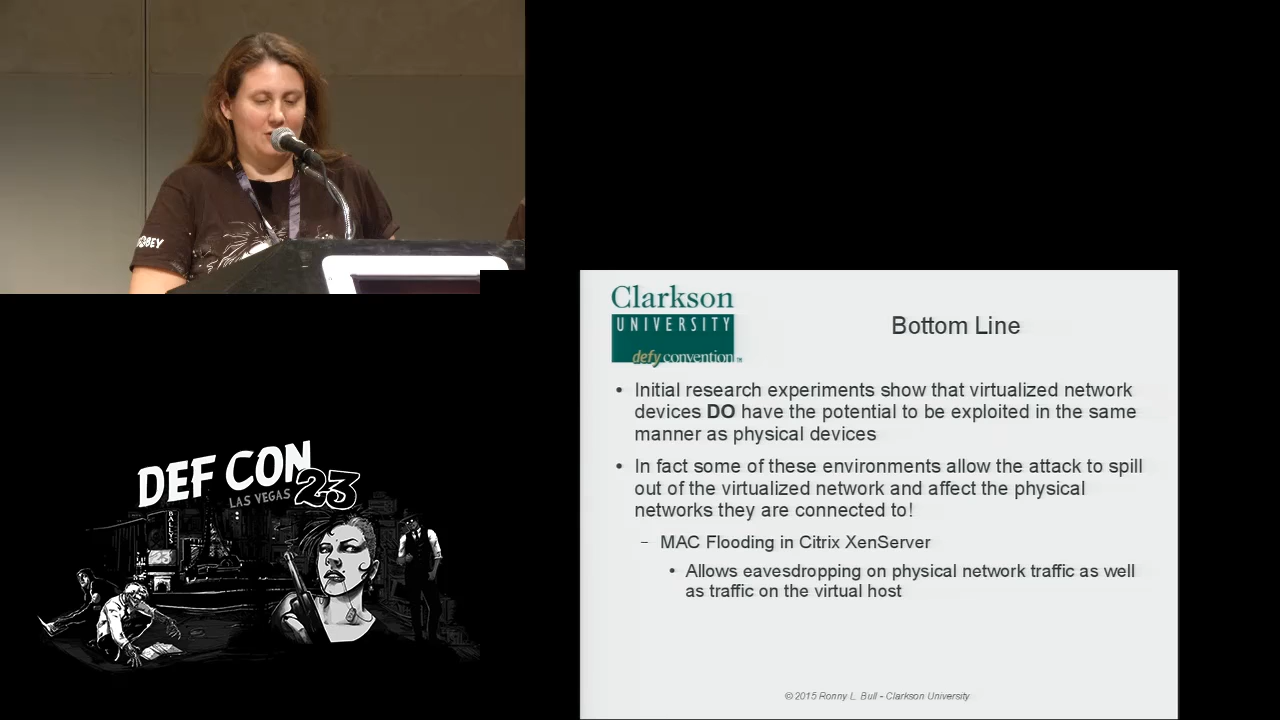 OBEY
Clarkson
UNIVERSITY
defy convention™
Bottom Line
• Initial research experiments show that virtualized network
devices DO have the potential to be exploited in the same
manner as physical devices
• In fact some of these environments allow the attack to spill
out of the virtualized network and affect the physical
networks they are connected to!
– MAC Flooding in Citrix XenServer
• Allows eavesdropping on physical network traffic as well
as traffic on the virtual host
© 2015 Ronny L. Bull - Clarkson University
DEF CON
LAS VEGAS 23
BALLYS
23